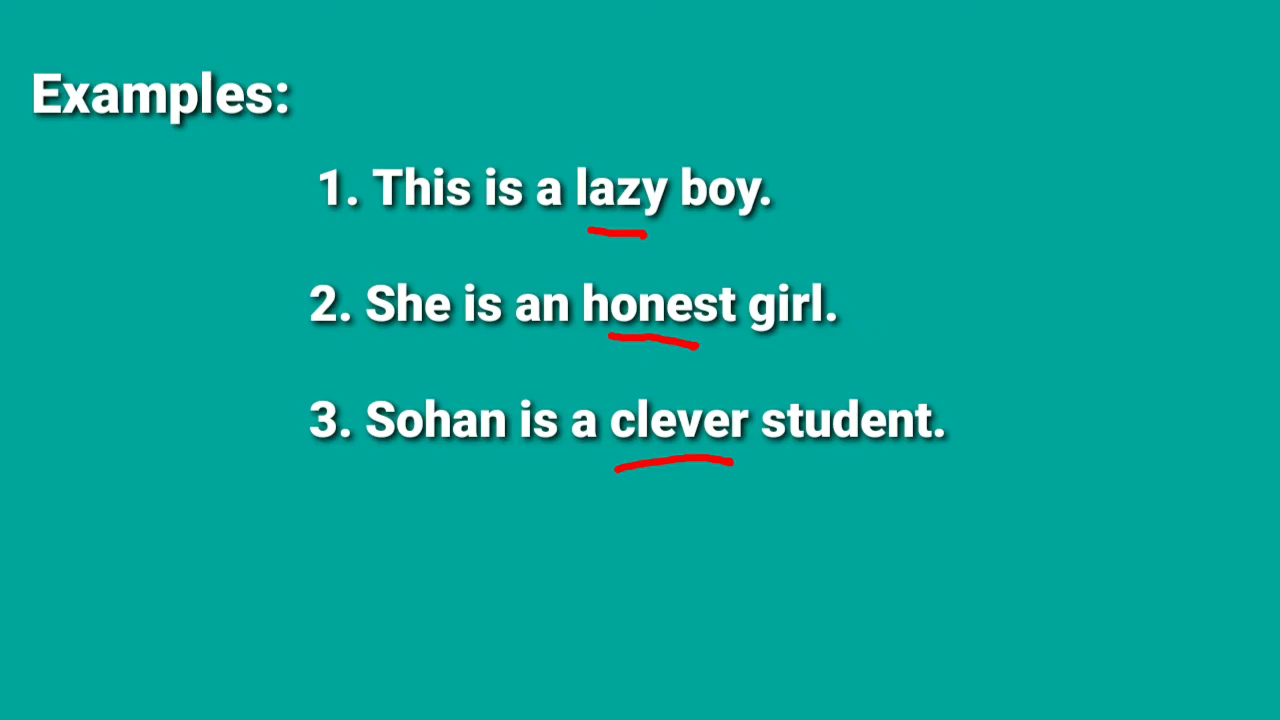 Examples:
1. This is a lazy boy.
2. She is an honest girl.
3. Sohan is a clever student.